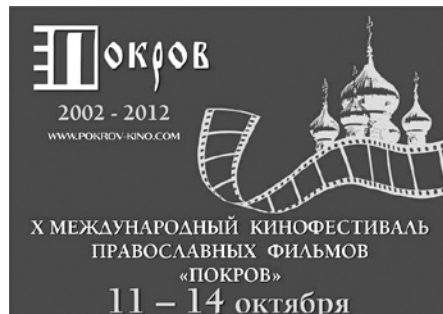 Покров
2002 - 2012
WWW.POKROV-KINO.COM
X МЕЖДУНАРОДНЫЙ КИНОФЕСТИВАЛЬ
ПРАВОСЛАВНЫХ ФИЛЬМОВ
«ПОКРОВ»
11 – 14 октября